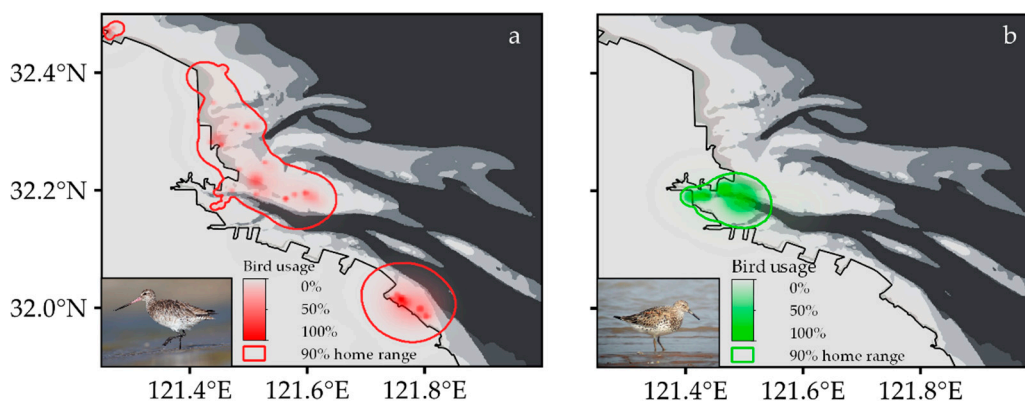 a
b
32.4°N
32.2°N
32.0°N
Bird usage
0%
50%
100%
90% home range
Bird usage
0%
50%
100%
90% home range
121.4°E 121.6°E 121.8°E
121.4°E 121.6°E 121.8°E